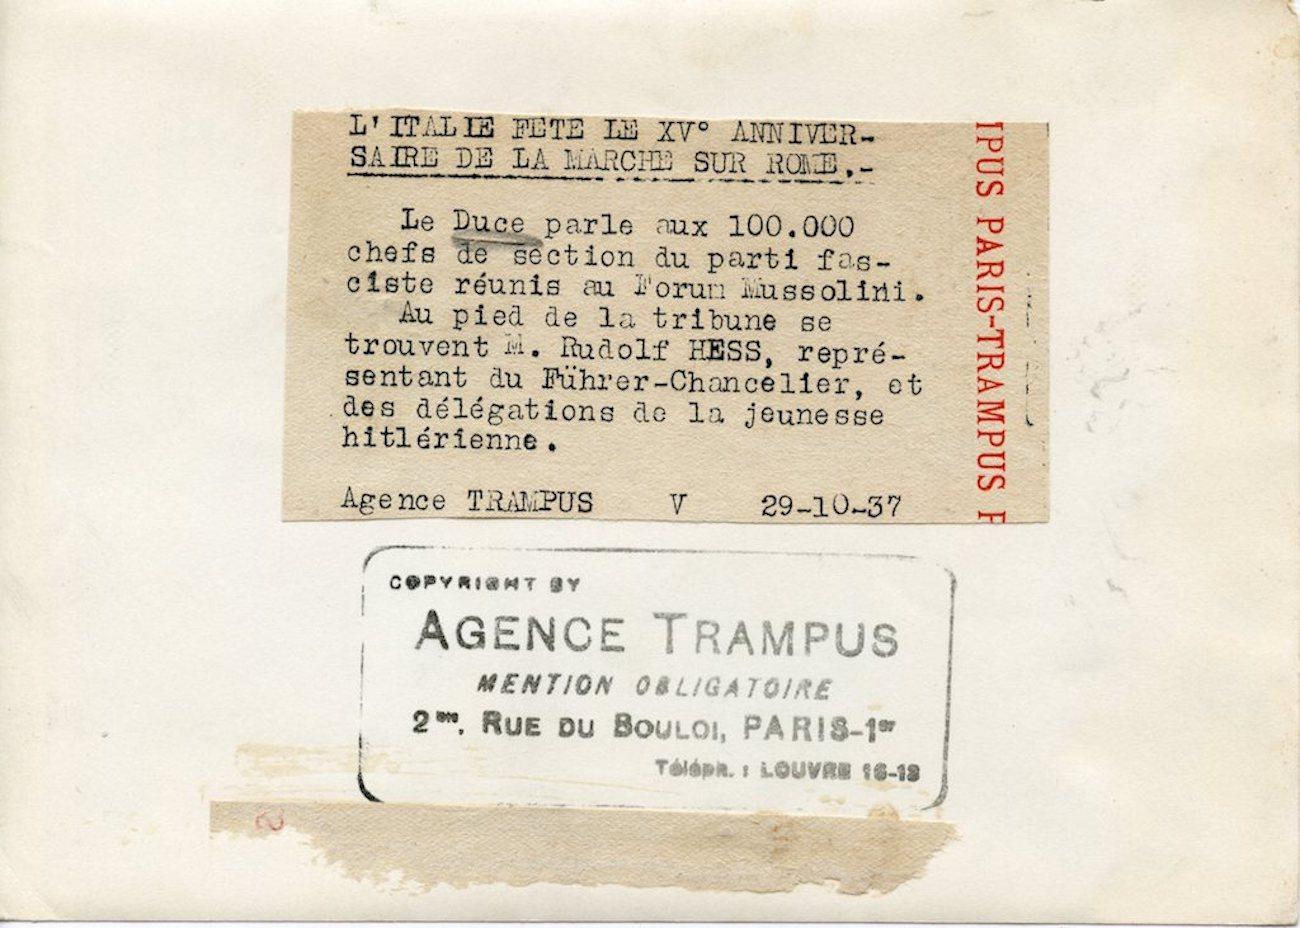 L'ITALIE FETE LE XV° ANNIVER-
SAIRE DE LA MARCHE SUR ROME.-
Le Duce parle aux 100.000
chefs de section du parti fas-
ciste réunis au Forum Mussolini.
Au pied de la tribune se
trouvent M. Rudolf HESS, repré-
sentant du Führer-Chancelier, et
des délégations de la jeunesse
hitlérienne.
Agence TRAMPUS V 29-10-37
IPUS PARIS-TRAMPUS P
COPYRIGHT BY
AGENCE TRAMPUS
MENTION OBLIGATOIRE
2bis, RUE DU BOULOI, PARIS-1er
Téléph. : LOUVRE 16-13
2